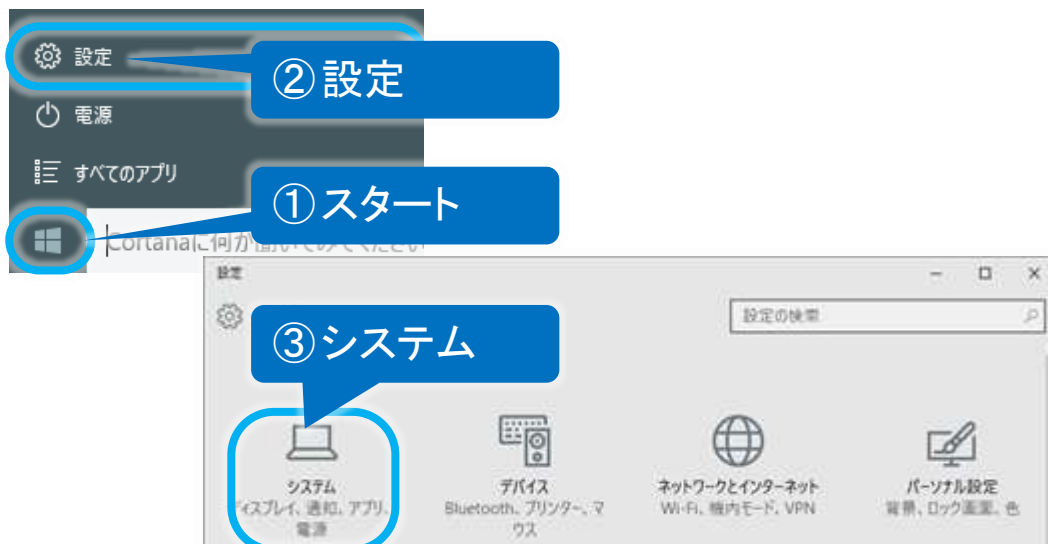 設定
②設定
電源
すべてのアプリ
①スタート
Cortanaに何か聞いてみてください
設定
設定の検索
③システム
システム
ディスプレイ、通知、アプリ、
電源
デバイス
Bluetooth、プリンター、マ
ウス
ネットワークとインターネット
Wi-Fi、機内モード、VPN
パーソナル設定
背景、ロック画面、色